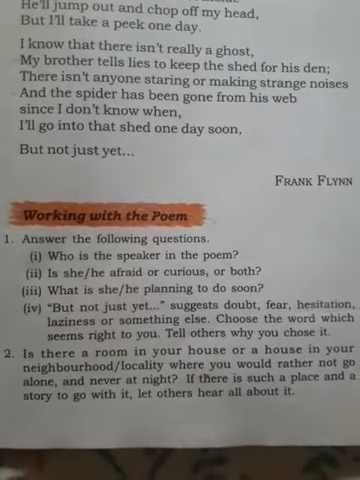 He'll jump out and chop off my head,
But I'll take a peek one day.
I know that there isn't really a ghost,
My brother tells lies to keep the shed for his den;
There isn't anyone staring or making strange noises
And the spider has been gone from his web
since I don't know when,
I'll go into that shed one day soon,
But not just yet...
FRANK FLYNN
Working with the Poem
1. Answer the following questions.
(i) Who is the speaker in the poem?
(ii) Is she/he afraid or curious, or both?
(iii) What is she/he planning to do soon?
(iv) "But not just yet..." suggests doubt, fear, hesitation,
laziness or something else. Choose the word which
seems right to you. Tell others why you chose it.
2. Is there a room in your house or a house in your
neighbourhood/locality where you would rather not go
alone, and never at night? If there is such a place and a
story to go with it, let others hear all about it.